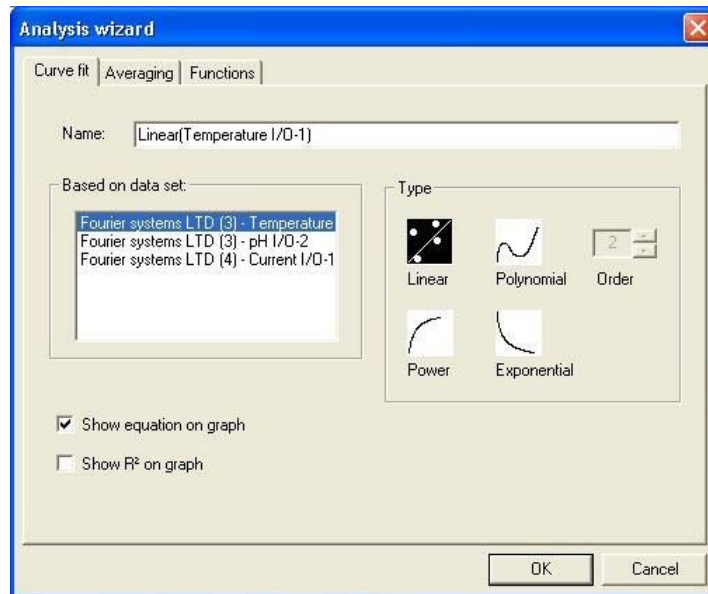 Analysis wizard
Curve fit Averaging Functions
Name: Linear(Temperature I/O-1)
Based on data set:
Fourier systems LTD (3) - Temperature
Fourier systems LTD (3) - pH I/O-2
Fourier systems LTD (4) - Current I/O-1
Type
2
Linear Polynomial Order
Power Exponential
Show equation on graph
Show R² on graph
OK Cancel